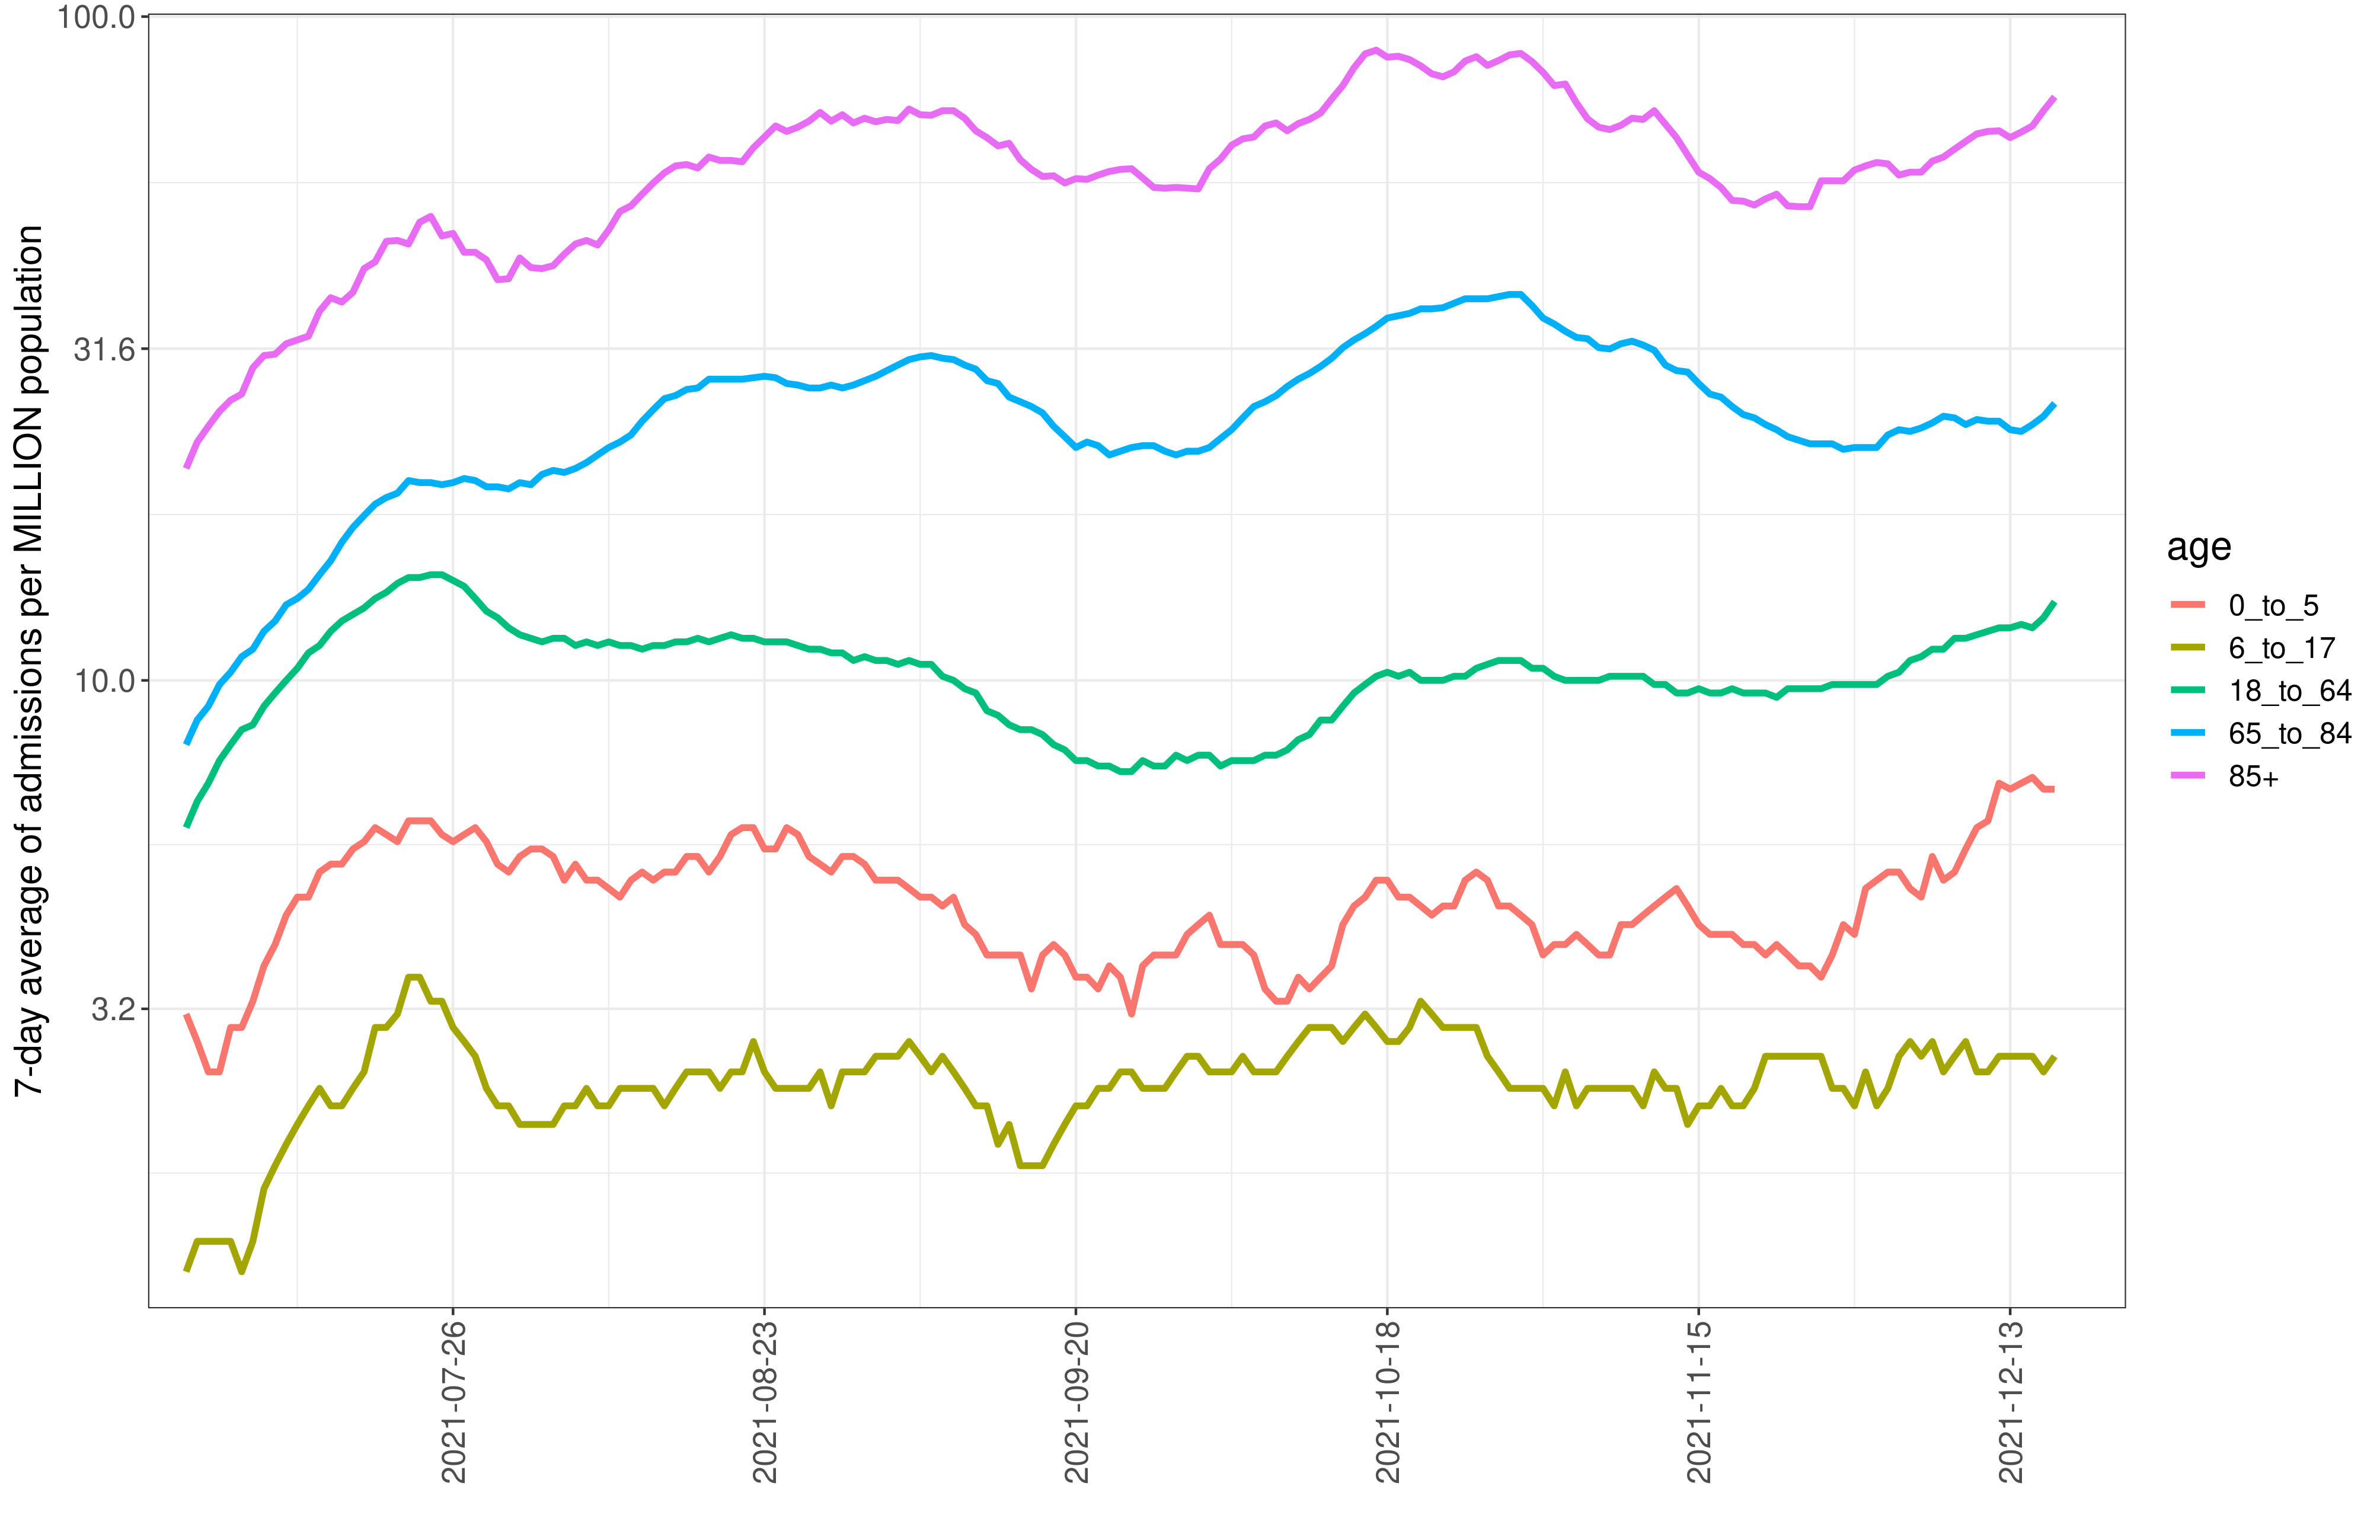 7-day average of admissions per MILLION population
100.0
31.6
10.0
3.2
2021-07-26
2021-08-23
2021-09-20
2021-10-18
2021-11-15
2021-12-13
age
0_to_5
6_to_17
18_to_64
65_to_84
85+